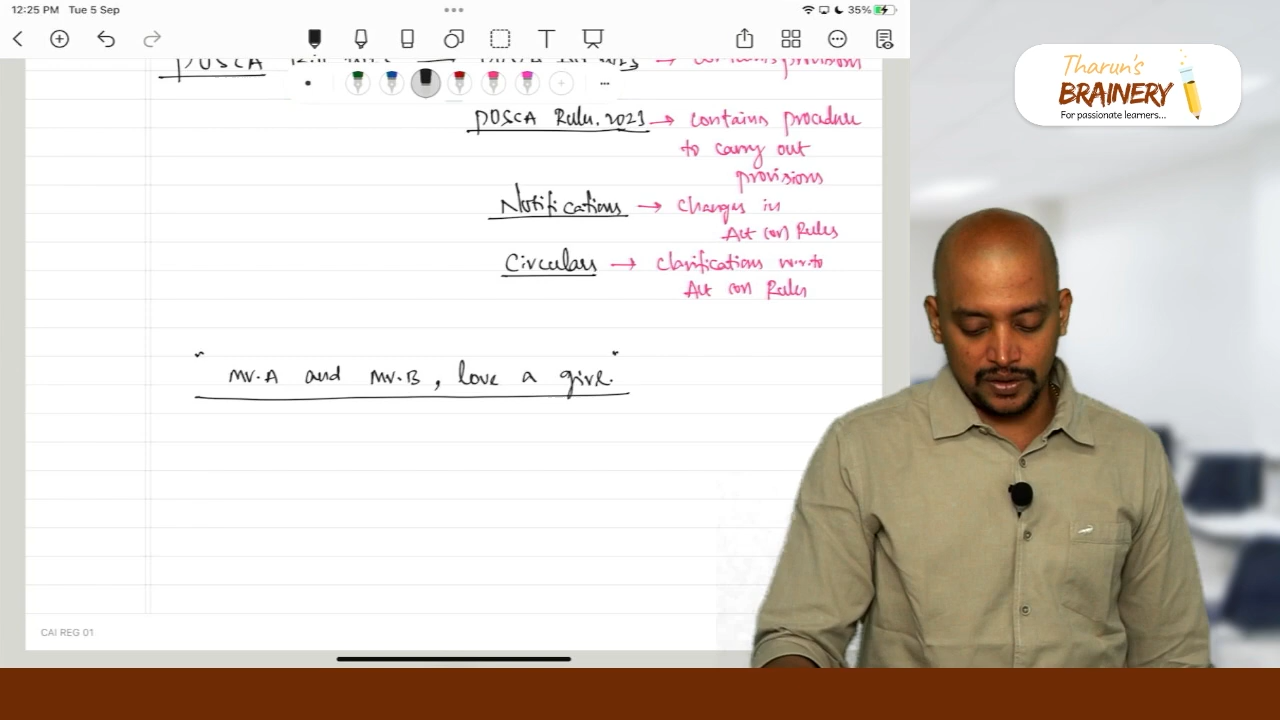 12:25 PM Tue 5 Sep
35%
POSCA
POSCA Rules, 2023 → contains procedure
to carry out
provisions
Notifications → changes in
Act (or) Rules
Circulars → clarifications w.r.to
Act (or) Rules
" Mr. A and Mr. B, love a girl. "
CAI REG 01
Tharun's
BRAINERY
For passionate learners...